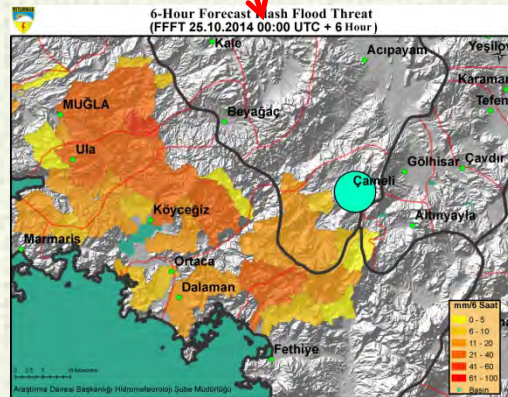 6-Hour Forecast Flash Flood Threat
(FFFT 25.10.2014 00:00 UTC + 6 Hour)
Kale
Acıpayam
Yeşilov
Karaman
Tefen
MUĞLA
Beyağaç
Ula
Gölhisar
Çavdır
Çameli
Altınyayla
Köyceğiz
Marmaris
Ortaca
Dalaman
Fethiye
mm/6 Saat
0 - 5
6 - 10
11 - 20
21 - 40
41 - 60
61 - 100
Basın
Araştırma Dairesi Başkanlığı Hidrometeoroloji Şube Müdürlüğü